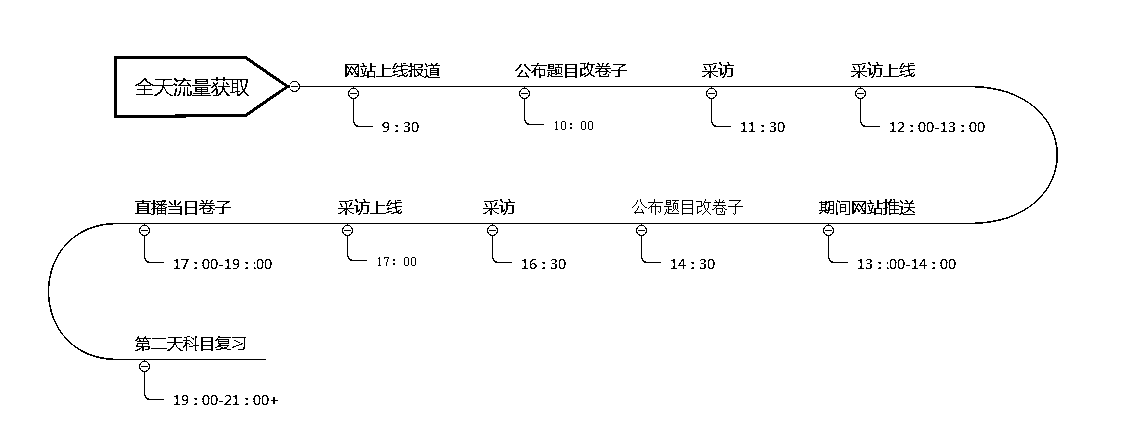 全天流量获取
网站上线报道
9：30
公布题目改卷子
10：00
采访
11：30
采访上线
12：00-13：00
期间网站推送
13：:00-14：00
公布题目改卷子
14：30
采访
16：30
采访上线
17：00
直播当日卷子
17：00-19：:00
第二天科目复习
19：00-21：00+